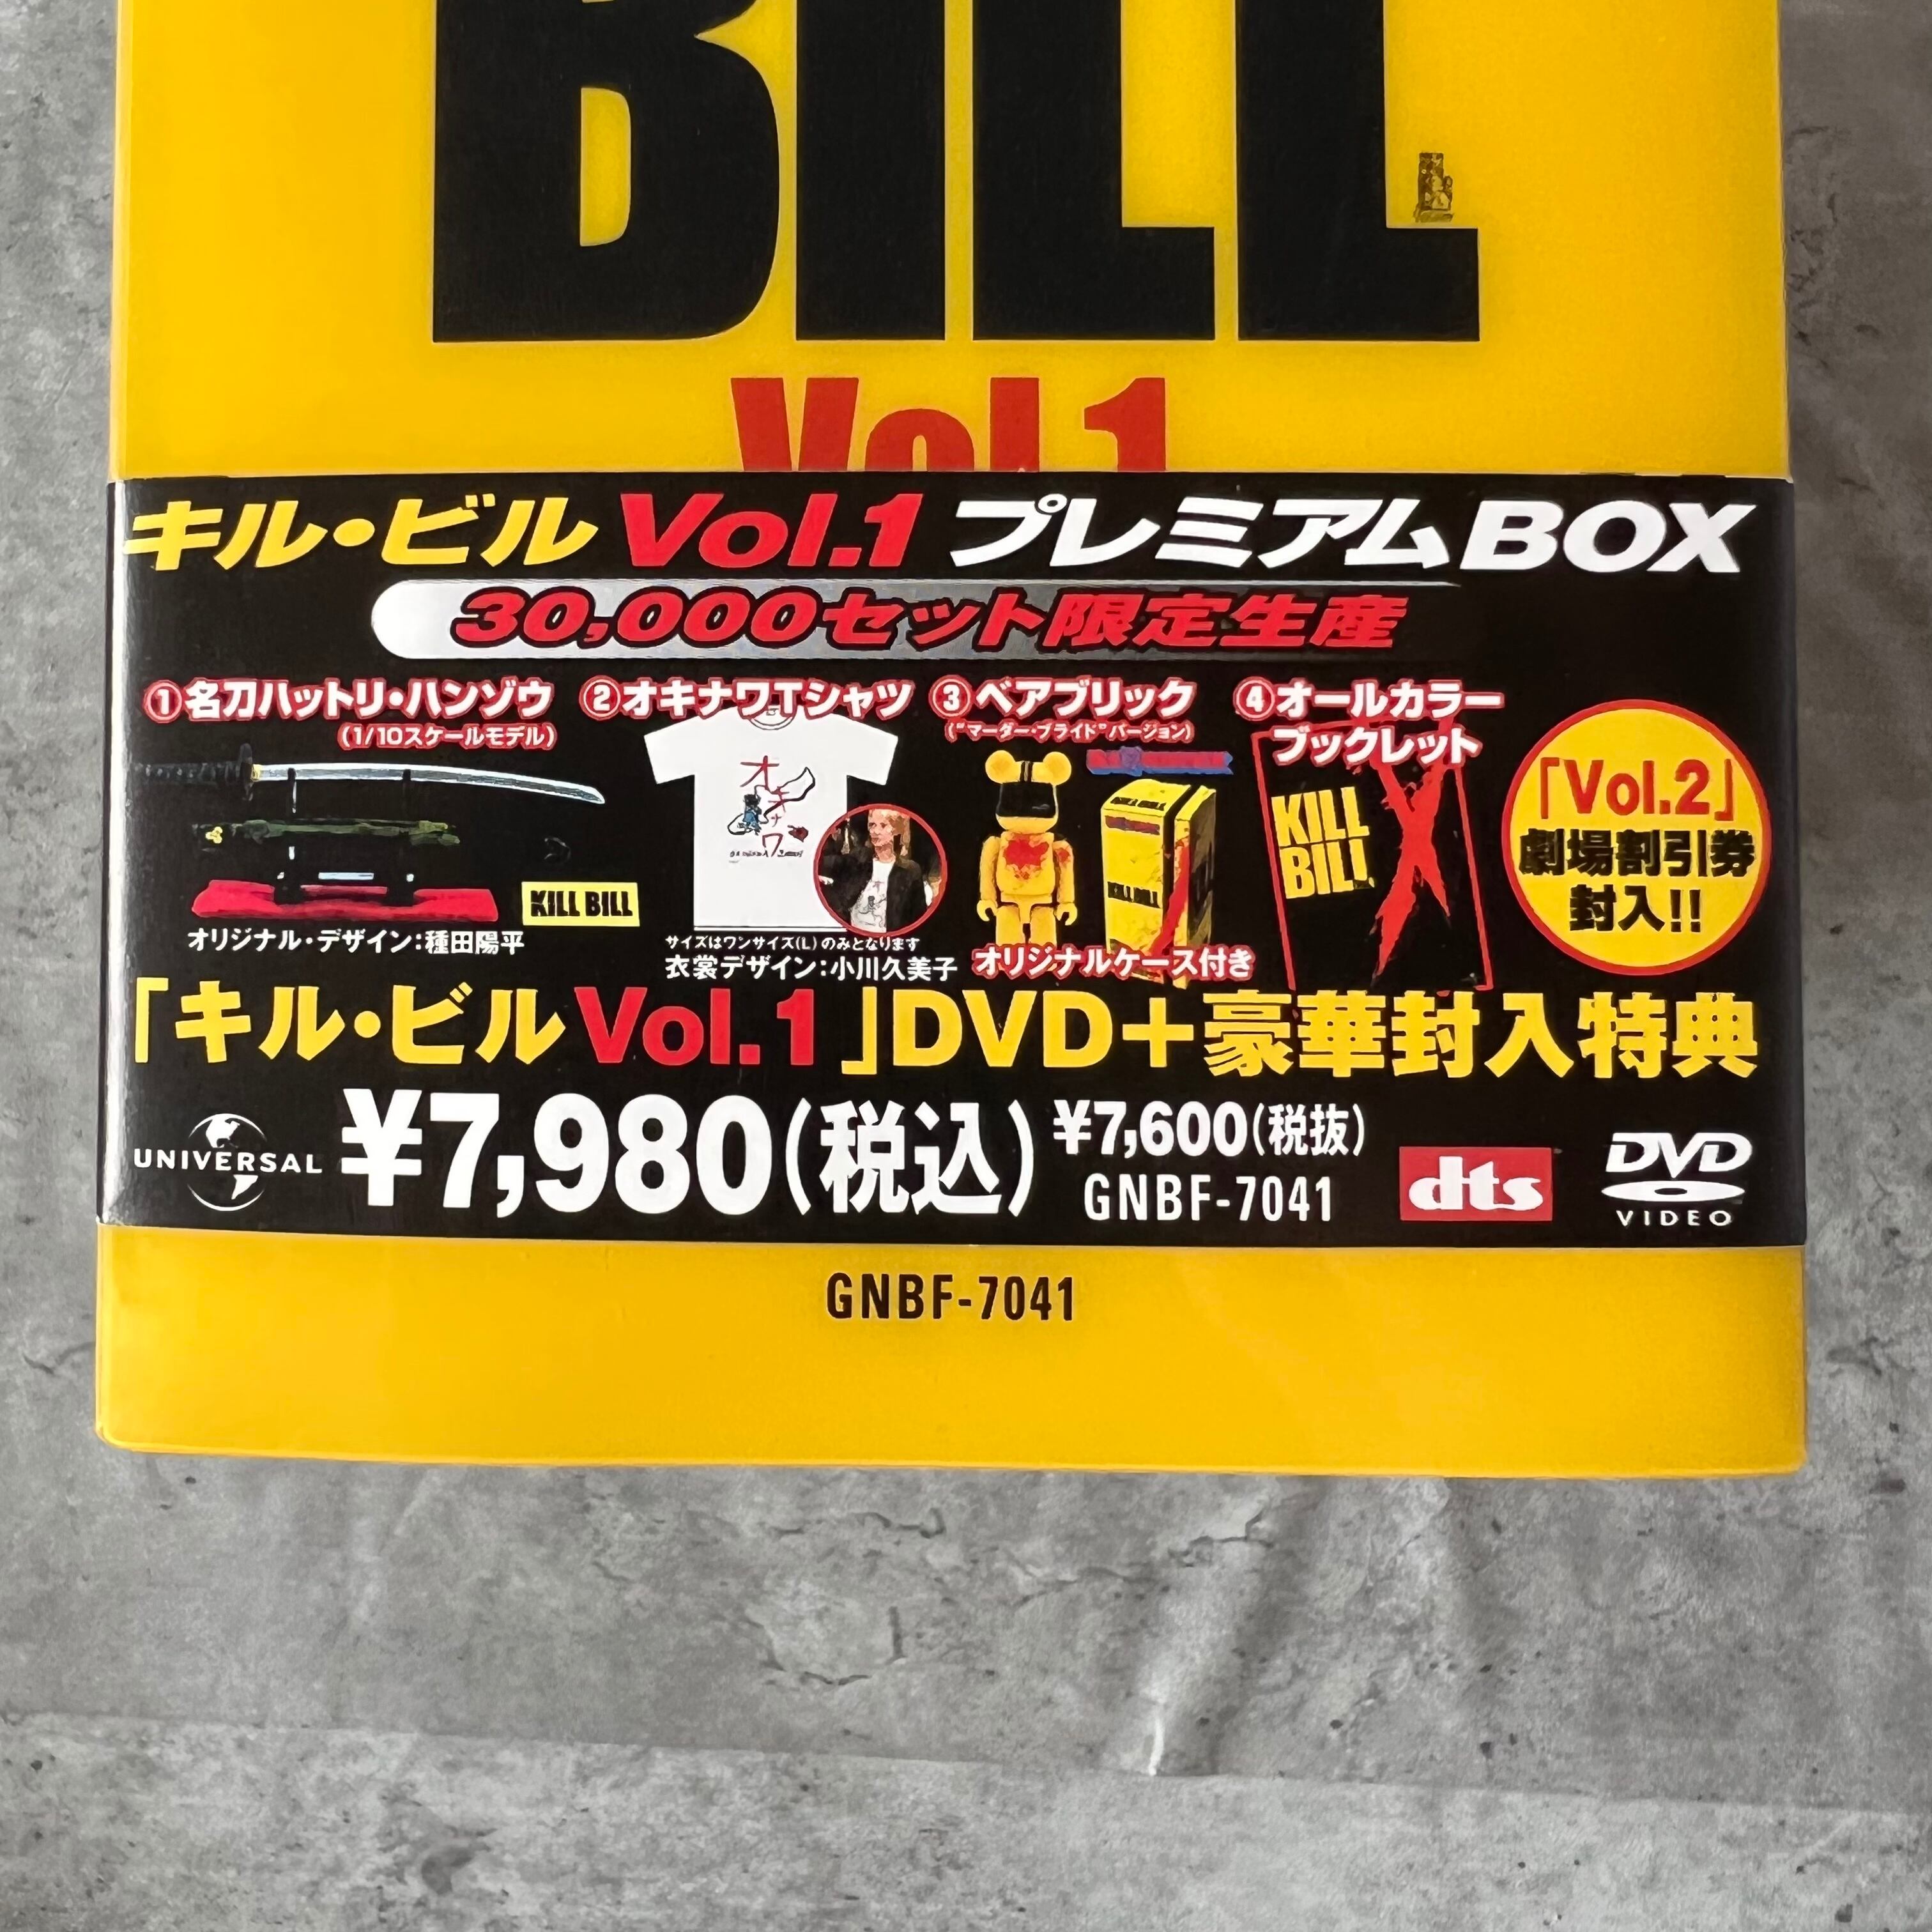 BILL
Vol.1
キル・ビル Vol.1 プレミアムBOX
30,000セット限定生産
①名刀ハットリ・ハンゾウ
(1/10スケールモデル)
KILL BILL
オリジナル・デザイン:種田陽平
②オキナワTシャツ
オキナワ
サイズはワンサイズ(L)のみとなります
衣裳デザイン:小川久美子
③ベアブリック
("マーダー・ブライド"バージョン)
KILL BILL
KILL BILL
オリジナルケース付き
④オールカラー
ブックレット
KILL
BILL
「Vol.2」
劇場割引券
封入!!
「キル・ビルVol.1」DVD+豪華封入特典
UNIVERSAL
¥7,980(税込)
¥7,600(税抜)
GNBF-7041
dts
DVD
VIDEO
GNBF-7041